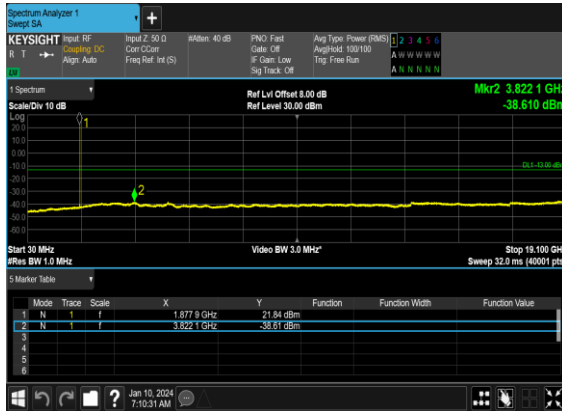 Spectrum Analyzer 1
Swept SA
+
KEYSIGHT Input: RF Input Z: 50 Ω #Atten: 40 dB PNO: Fast Avg Type: Power (RMS) 1 2 3 4 5 6
R T Coupling: DC Corr CCorr Gate: Off Avg|Hold: 100/100 A W W W W W
Align: Auto Freq Ref: Int (S) IF Gain: Low Trig: Free Run
Sig Track: Off A N N N N N
1 Spectrum
Ref Lvl Offset 8.00 dB Mkr2 3.822 1 GHz
Scale/Div 10 dB Ref Level 30.00 dBm -38.610 dBm
Log
1
20.0
10.0
0.00
-10.0
DL1 -13.00 dBm
-20.0
-30.0
2
-40.0
-50.0
-60.0
Start 30 MHz Video BW 3.0 MHz* Stop 19.100 GH
#Res BW 1.0 MHz Sweep 32.0 ms (40001 pts
5 Marker Table
Mode Trace Scale X Y Function Function Width Function Value
1 N 1 f 1.877 9 GHz 21.84 dBm
2 N 1 f 3.822 1 GHz -38.61 dBm
3
4
5
6
? Jan 10, 2024
7:10:31 AM